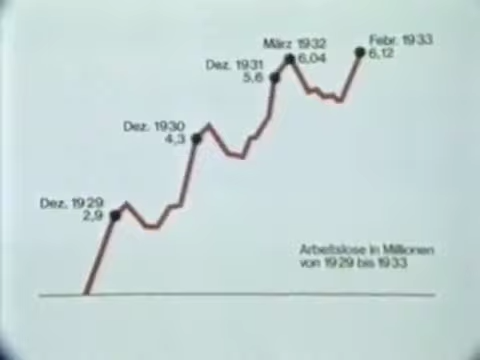 März 1932
6,04
Febr. 1933
6,12
Dez. 1931
5,6
Dez. 1930
4,3
Dez. 1929
2,9
Arbeitslose in Millionen
von 1929 bis 1933